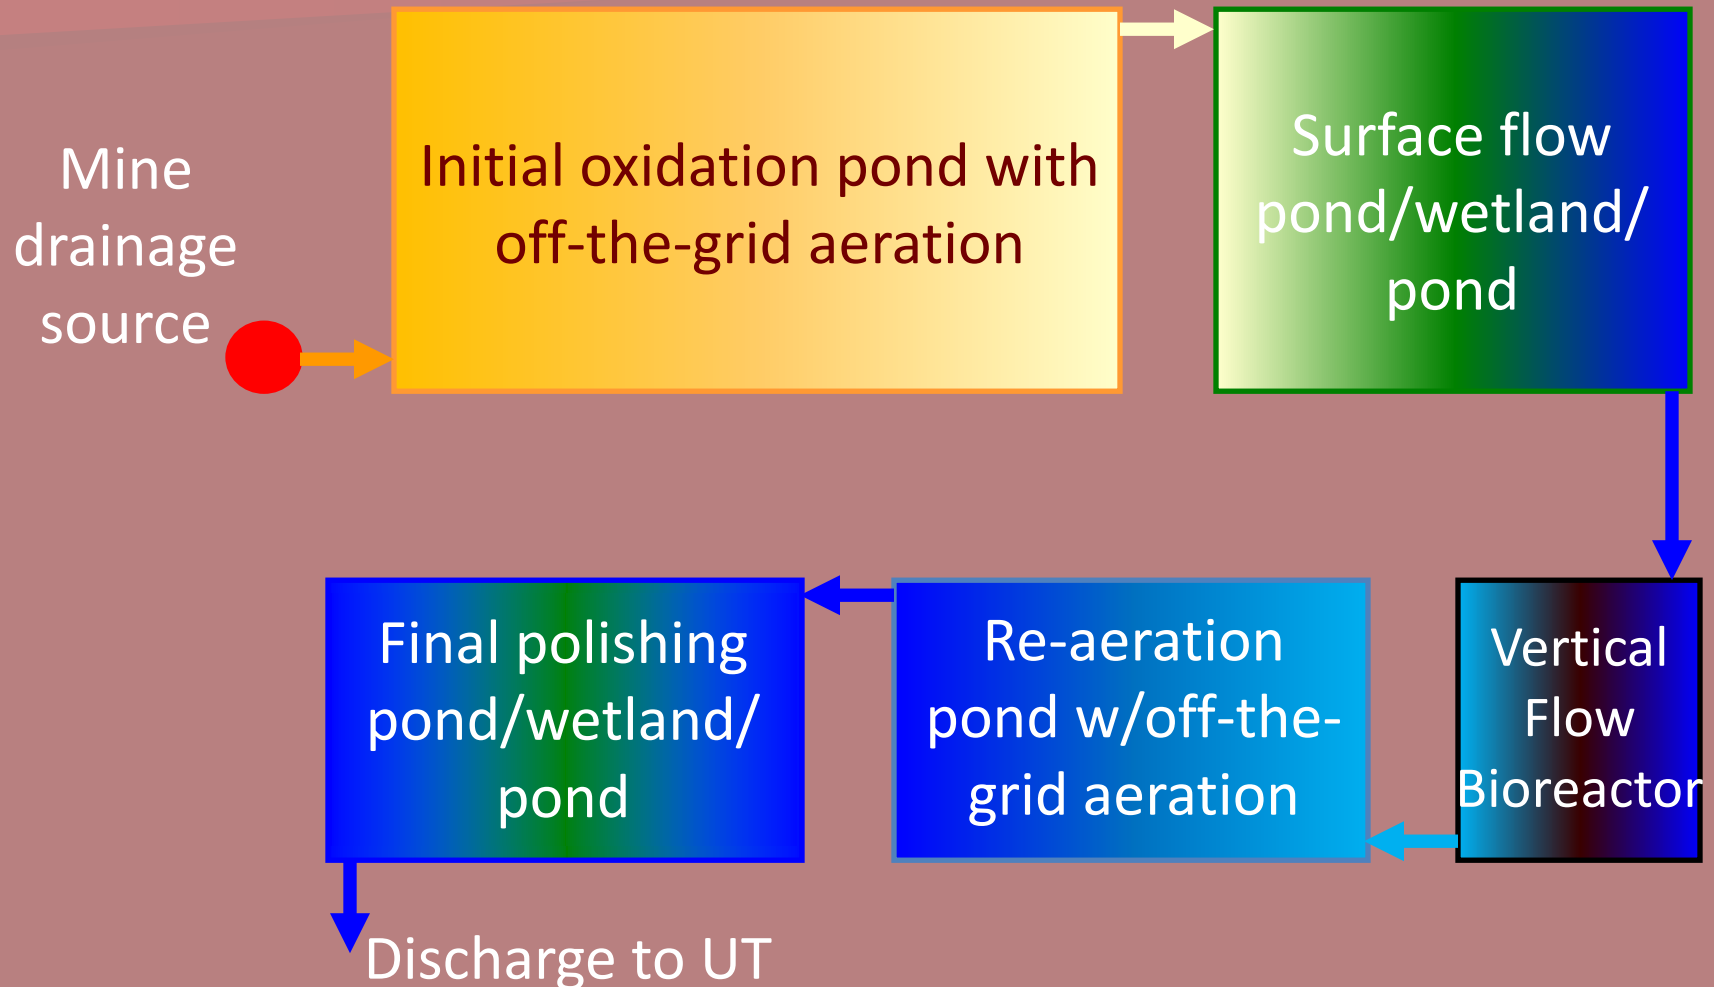 Mine
drainage
source
Initial oxidation pond with
off-the-grid aeration
Surface flow
pond/wetland/
pond
Vertical
Flow
Bioreactor
Re-aeration
pond w/off-the-
grid aeration
Final polishing
pond/wetland/
pond
Discharge to UT